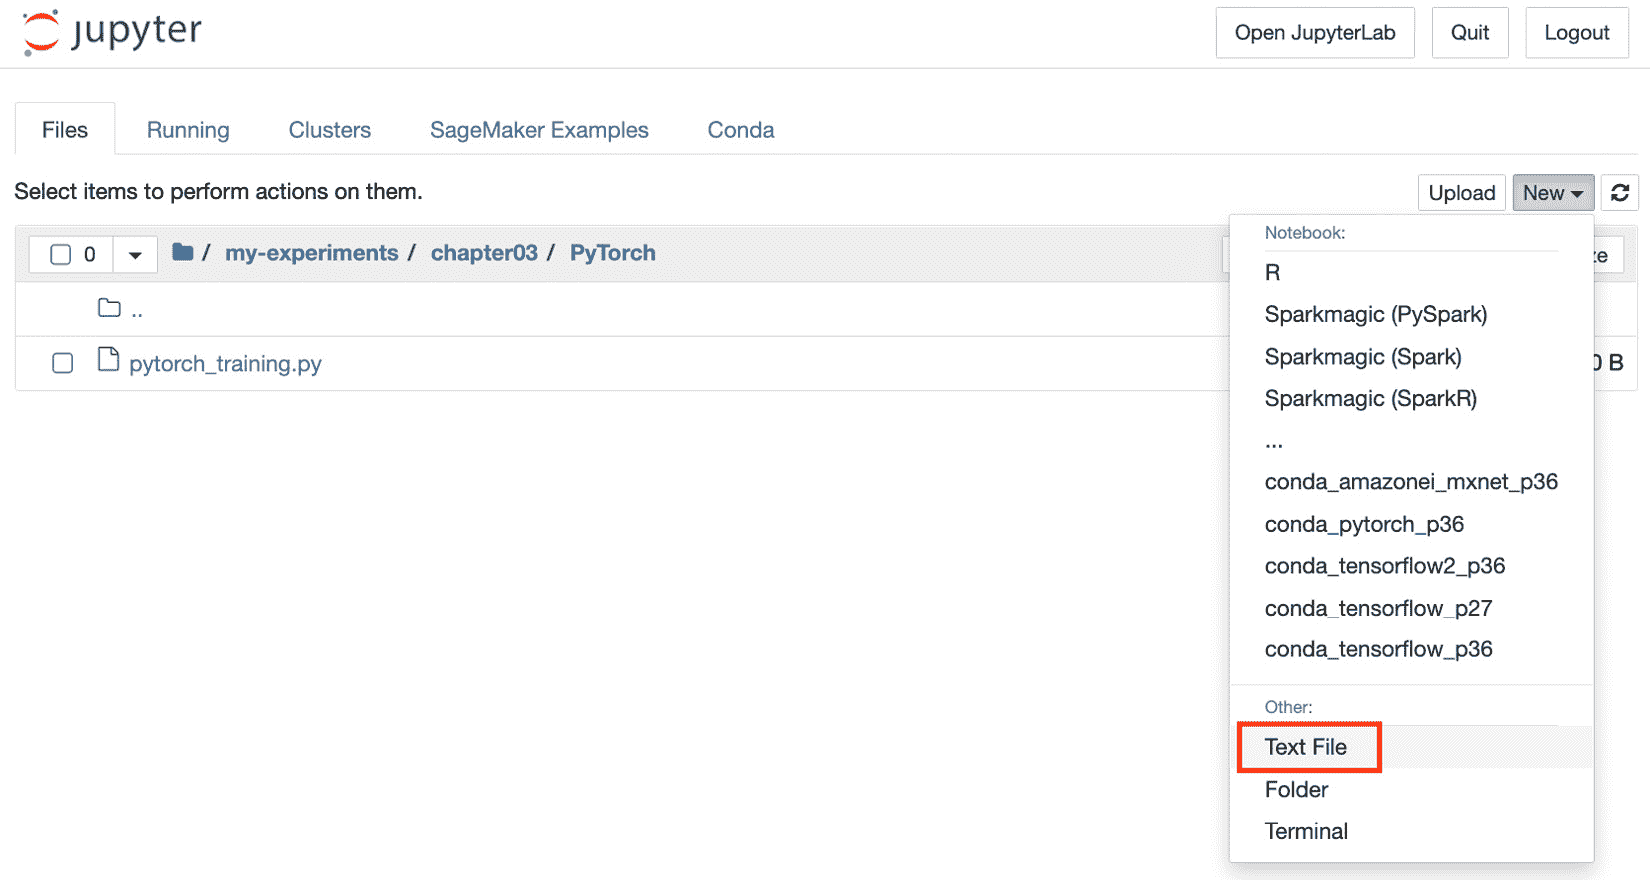 jupyter
Open JupyterLab
Quit
Logout
Files
Running
Clusters
SageMaker Examples
Conda
Select items to perform actions on them.
Upload
New
0
/ my-experiments / chapter03 / PyTorch
..
pytorch_training.py
B
Notebook:
R
Sparkmagic (PySpark)
Sparkmagic (Spark)
Sparkmagic (SparkR)
...
conda_amazonei_mxnet_p36
conda_pytorch_p36
conda_tensorflow2_p36
conda_tensorflow_p27
conda_tensorflow_p36
Other:
Text File
Folder
Terminal